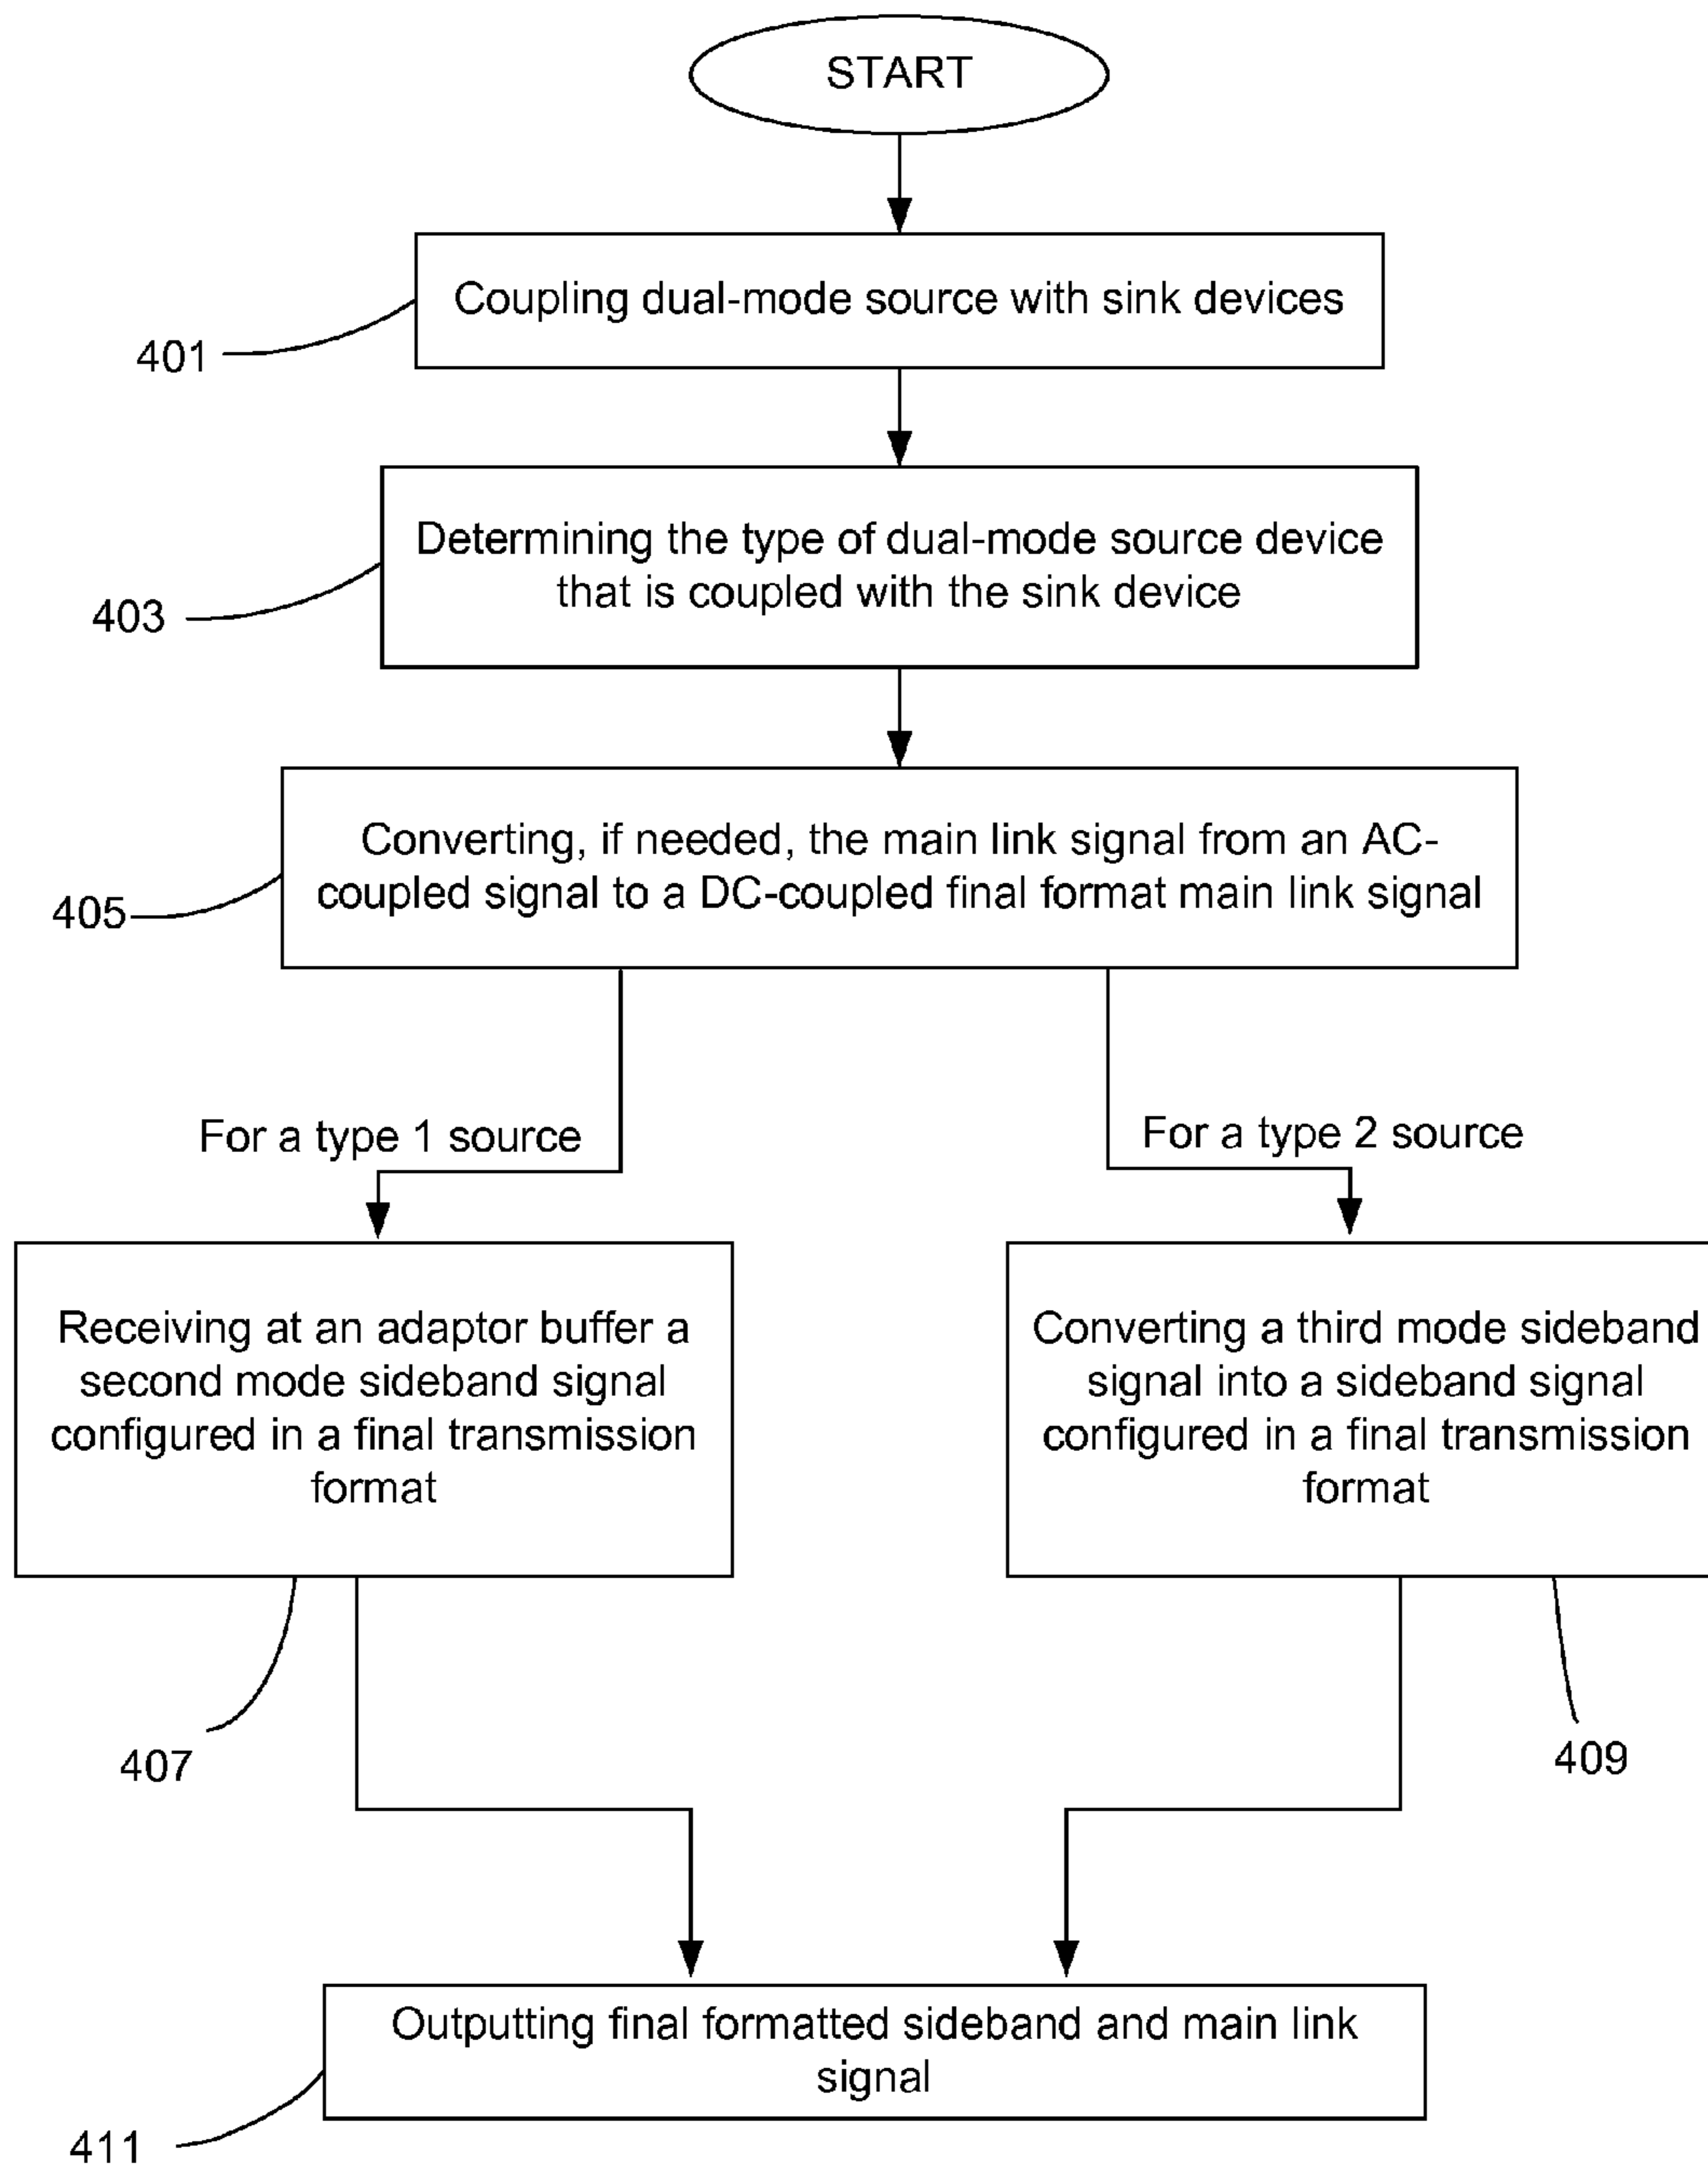 START
Coupling dual-mode source with sink devices
401
Determining the type of dual-mode source device
that is coupled with the sink device
403
Converting, if needed, the main link signal from an AC-
coupled signal to a DC-coupled final format main link signal
405
For a type 1 source
For a type 2 source
Receiving at an adaptor buffer a
second mode sideband signal
configured in a final transmission
format
Converting a third mode sideband
signal into a sideband signal
configured in a final transmission
format
407
409
Outputting final formatted sideband and main link
signal
411